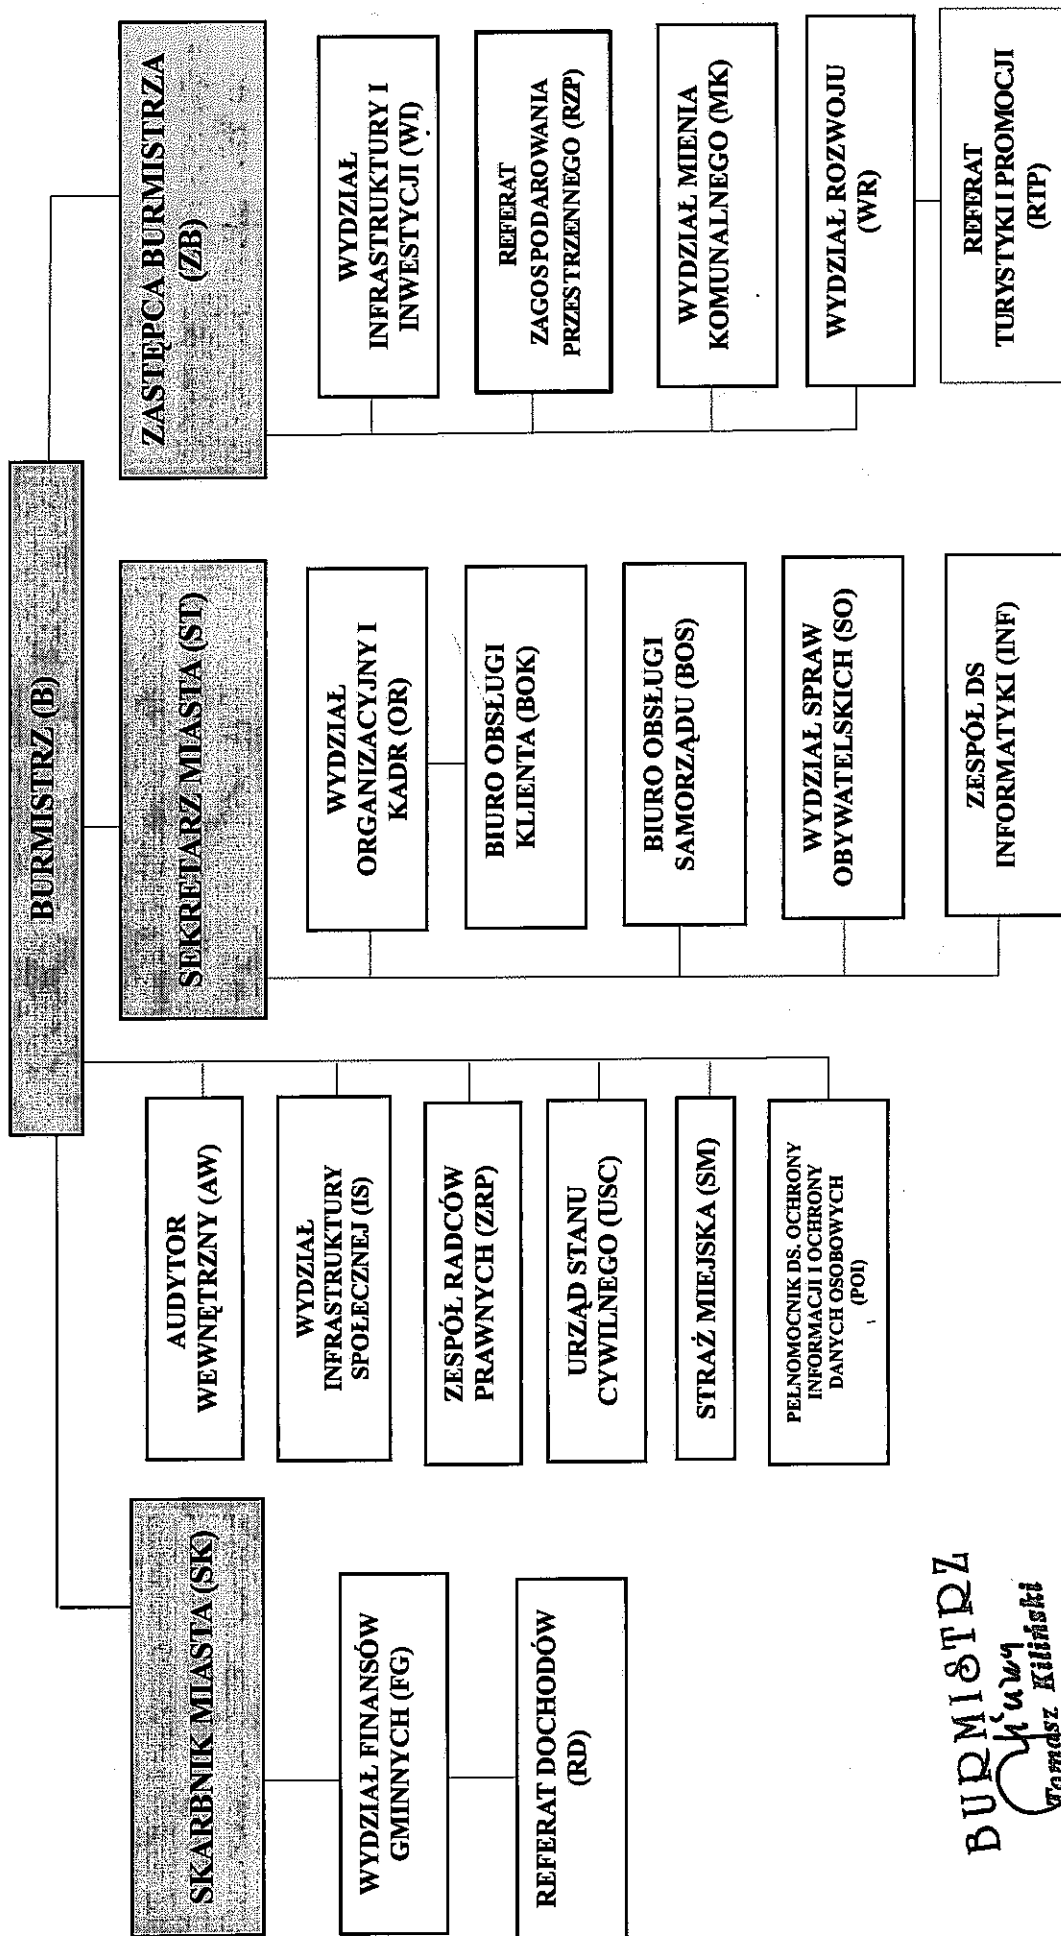 BURMISTRZ (B)
SKARBNIK MIASTA (SK)
WYDZIAŁ FINANSÓW
GMINNYCH (FG)
REFERAT DOCHODÓW
(RD)
AUDYTOR
WEWNĘTRZNY (AW)
WYDZIAŁ
INFRASTRUKTURY
SPOŁECZNEJ (IS)
ZESPÓŁ RADCÓW
PRAWNYCH (ZRP)
URZĄD STANU
CYWILNEGO (USC)
STRAŻ MIEJSKA (SM)
PEŁNOMOCNIK DS. OCHRONY
INFORMACJI I OCHRONY
DANYCH OSOBOWYCH
(POI)
SEKRETARZ MIASTA (ST)
WYDZIAŁ
ORGANIZACYJNY I
KADR (OR)
BIURO OBSŁUGI
KLIENTA (BOK)
BIURO OBSŁUGI
SAMORZĄDU (BOS)
WYDZIAŁ SPRAW
OBYWATELSKICH (SO)
ZESPÓŁ DS
INFORMATYKI (INF)
ZASTĘPCA BURMISTRZA
(ZB)
WYDZIAŁ
INFRASTRUKTURY I
INWESTYCJI (WI)
REFERAT
ZAGOSPODAROWANIA
PRZESTRZENNEGO (RZP)
WYDZIAŁ MIENIA
KOMUNALNEGO (MK)
WYDZIAŁ ROZWOJU
(WR)
REFERAT
TURYSTYKI I PROMOCJI
(RTP)
BURMISTRZ
Tomasz Kiliński